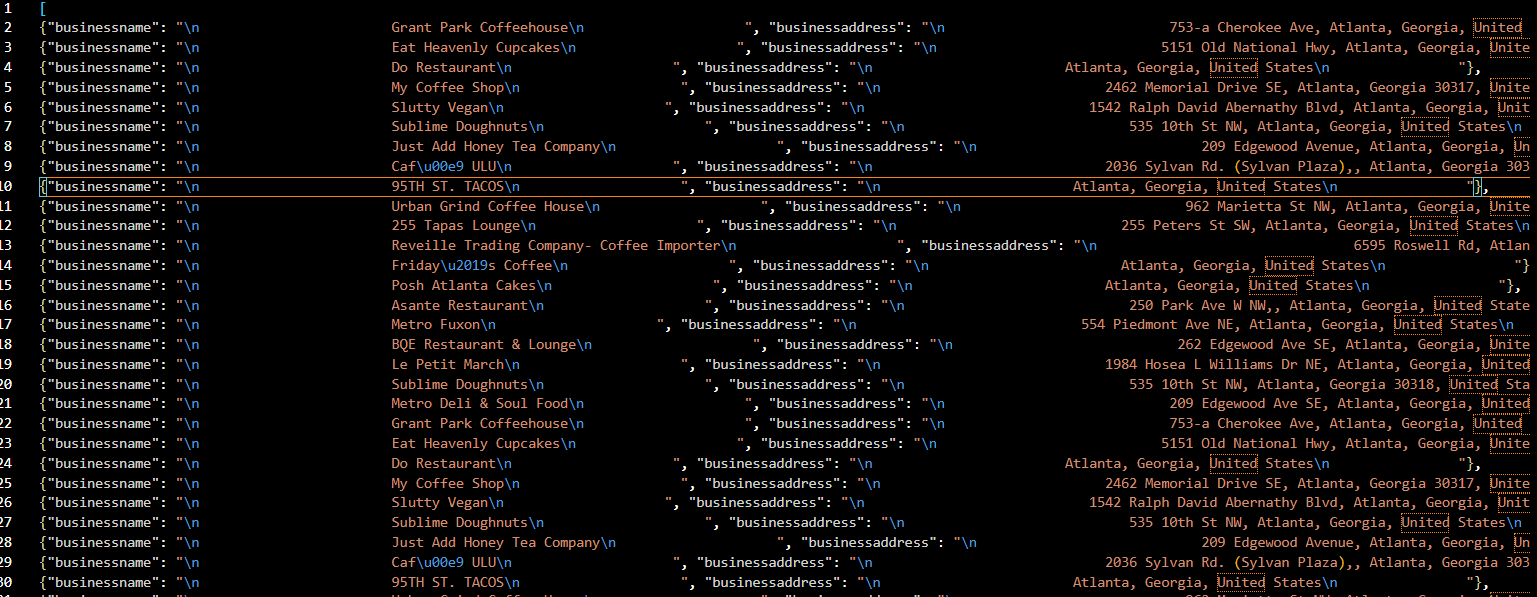 1 [
2 {"businessname": "\n Grant Park Coffeehouse\n ", "businessaddress": "\n 753-a Cherokee Ave, Atlanta, Georgia, United
3 {"businessname": "\n Eat Heavenly Cupcakes\n ", "businessaddress": "\n 5151 Old National Hwy, Atlanta, Georgia, Unite
4 {"businessname": "\n Do Restaurant\n ", "businessaddress": "\n Atlanta, Georgia, United States\n "},
5 {"businessname": "\n My Coffee Shop\n ", "businessaddress": "\n 2462 Memorial Drive SE, Atlanta, Georgia 30317, Unite
6 {"businessname": "\n Slutty Vegan\n ", "businessaddress": "\n 1542 Ralph David Abernathy Blvd, Atlanta, Georgia, Unit
7 {"businessname": "\n Sublime Doughnuts\n ", "businessaddress": "\n 535 10th St NW, Atlanta, Georgia, United States\n
8 {"businessname": "\n Just Add Honey Tea Company\n ", "businessaddress": "\n 209 Edgewood Avenue, Atlanta, Georgia, Un
9 {"businessname": "\n Caf\u00e9 ULU\n ", "businessaddress": "\n 2036 Sylvan Rd. (Sylvan Plaza),, Atlanta, Georgia 303
10 {"businessname": "\n 95TH ST. TACOS\n ", "businessaddress": "\n Atlanta, Georgia, United States\n "},
11 {"businessname": "\n Urban Grind Coffee House\n ", "businessaddress": "\n 962 Marietta St NW, Atlanta, Georgia, Unite
12 {"businessname": "\n 255 Tapas Lounge\n ", "businessaddress": "\n 255 Peters St SW, Atlanta, Georgia, United States\n
13 {"businessname": "\n Reveille Trading Company- Coffee Importer\n ", "businessaddress": "\n 6595 Roswell Rd, Atlan
14 {"businessname": "\n Friday\u2019s Coffee\n ", "businessaddress": "\n Atlanta, Georgia, United States\n "}
15 {"businessname": "\n Posh Atlanta Cakes\n ", "businessaddress": "\n Atlanta, Georgia, United States\n "},
16 {"businessname": "\n Asante Restaurant\n ", "businessaddress": "\n 250 Park Ave W NW,, Atlanta, Georgia, United State
17 {"businessname": "\n Metro Fuxon\n ", "businessaddress": "\n 554 Piedmont Ave NE, Atlanta, Georgia, United States\n
18 {"businessname": "\n BQE Restaurant & Lounge\n ", "businessaddress": "\n 262 Edgewood Ave SE, Atlanta, Georgia, Unite
19 {"businessname": "\n Le Petit March\n ", "businessaddress": "\n 1984 Hosea L Williams Dr NE, Atlanta, Georgia, United
20 {"businessname": "\n Sublime Doughnuts\n ", "businessaddress": "\n 535 10th St NW, Atlanta, Georgia 30318, United Sta
21 {"businessname": "\n Metro Deli & Soul Food\n ", "businessaddress": "\n 209 Edgewood Ave SE, Atlanta, Georgia, United
22 {"businessname": "\n Grant Park Coffeehouse\n ", "businessaddress": "\n 753-a Cherokee Ave, Atlanta, Georgia, United
23 {"businessname": "\n Eat Heavenly Cupcakes\n ", "businessaddress": "\n 5151 Old National Hwy, Atlanta, Georgia, Unite
24 {"businessname": "\n Do Restaurant\n ", "businessaddress": "\n Atlanta, Georgia, United States\n "},
25 {"businessname": "\n My Coffee Shop\n ", "businessaddress": "\n 2462 Memorial Drive SE, Atlanta, Georgia 30317, Unite
26 {"businessname": "\n Slutty Vegan\n ", "businessaddress": "\n 1542 Ralph David Abernathy Blvd, Atlanta, Georgia, Unit
27 {"businessname": "\n Sublime Doughnuts\n ", "businessaddress": "\n 535 10th St NW, Atlanta, Georgia, United States\n
28 {"businessname": "\n Just Add Honey Tea Company\n ", "businessaddress": "\n 209 Edgewood Avenue, Atlanta, Georgia, Un
29 {"businessname": "\n Caf\u00e9 ULU\n ", "businessaddress": "\n 2036 Sylvan Rd. (Sylvan Plaza),, Atlanta, Georgia 303
30 {"businessname": "\n 95TH ST. TACOS\n ", "businessaddress": "\n Atlanta, Georgia, United States\n "},